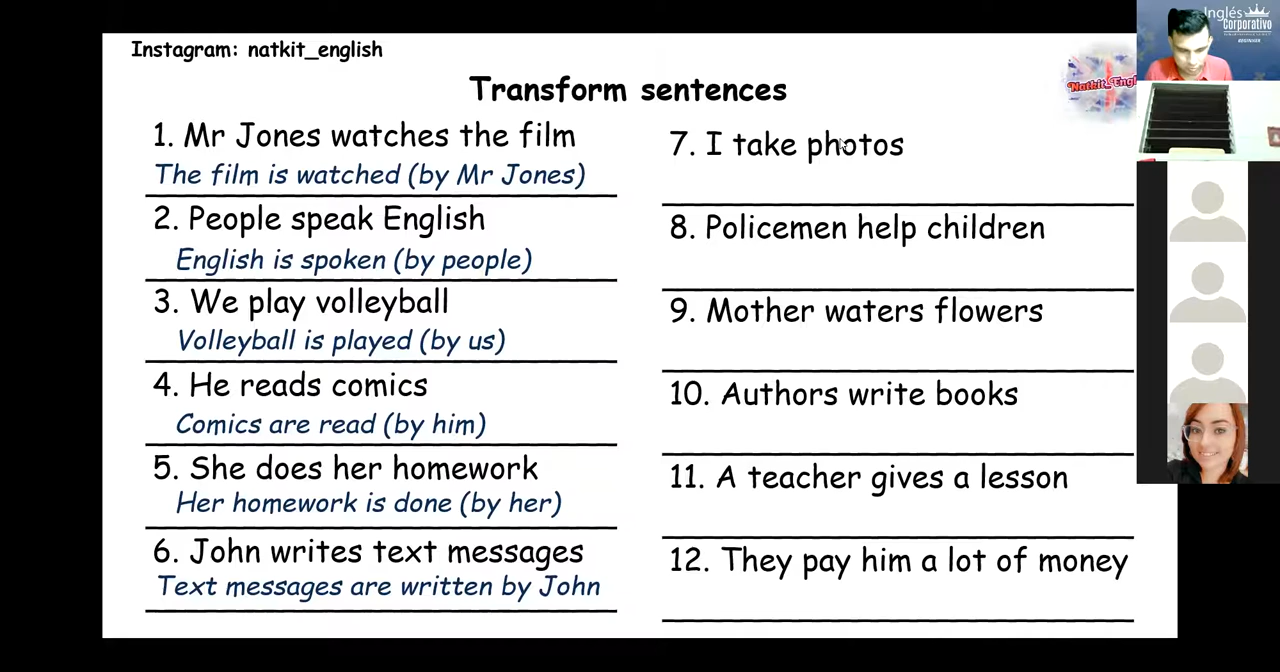 Instagram: natkit_english
Transform sentences
1. Mr Jones watches the film
The film is watched (by Mr Jones)
2. People speak English
English is spoken (by people)
3. We play volleyball
Volleyball is played (by us)
4. He reads comics
Comics are read (by him)
5. She does her homework
Her homework is done (by her)
6. John writes text messages
Text messages are written by John
7. I take photos
8. Policemen help children
9. Mother waters flowers
10. Authors write books
11. A teacher gives a lesson
12. They pay him a lot of money
Inglés
Corporativo
BEGINNER